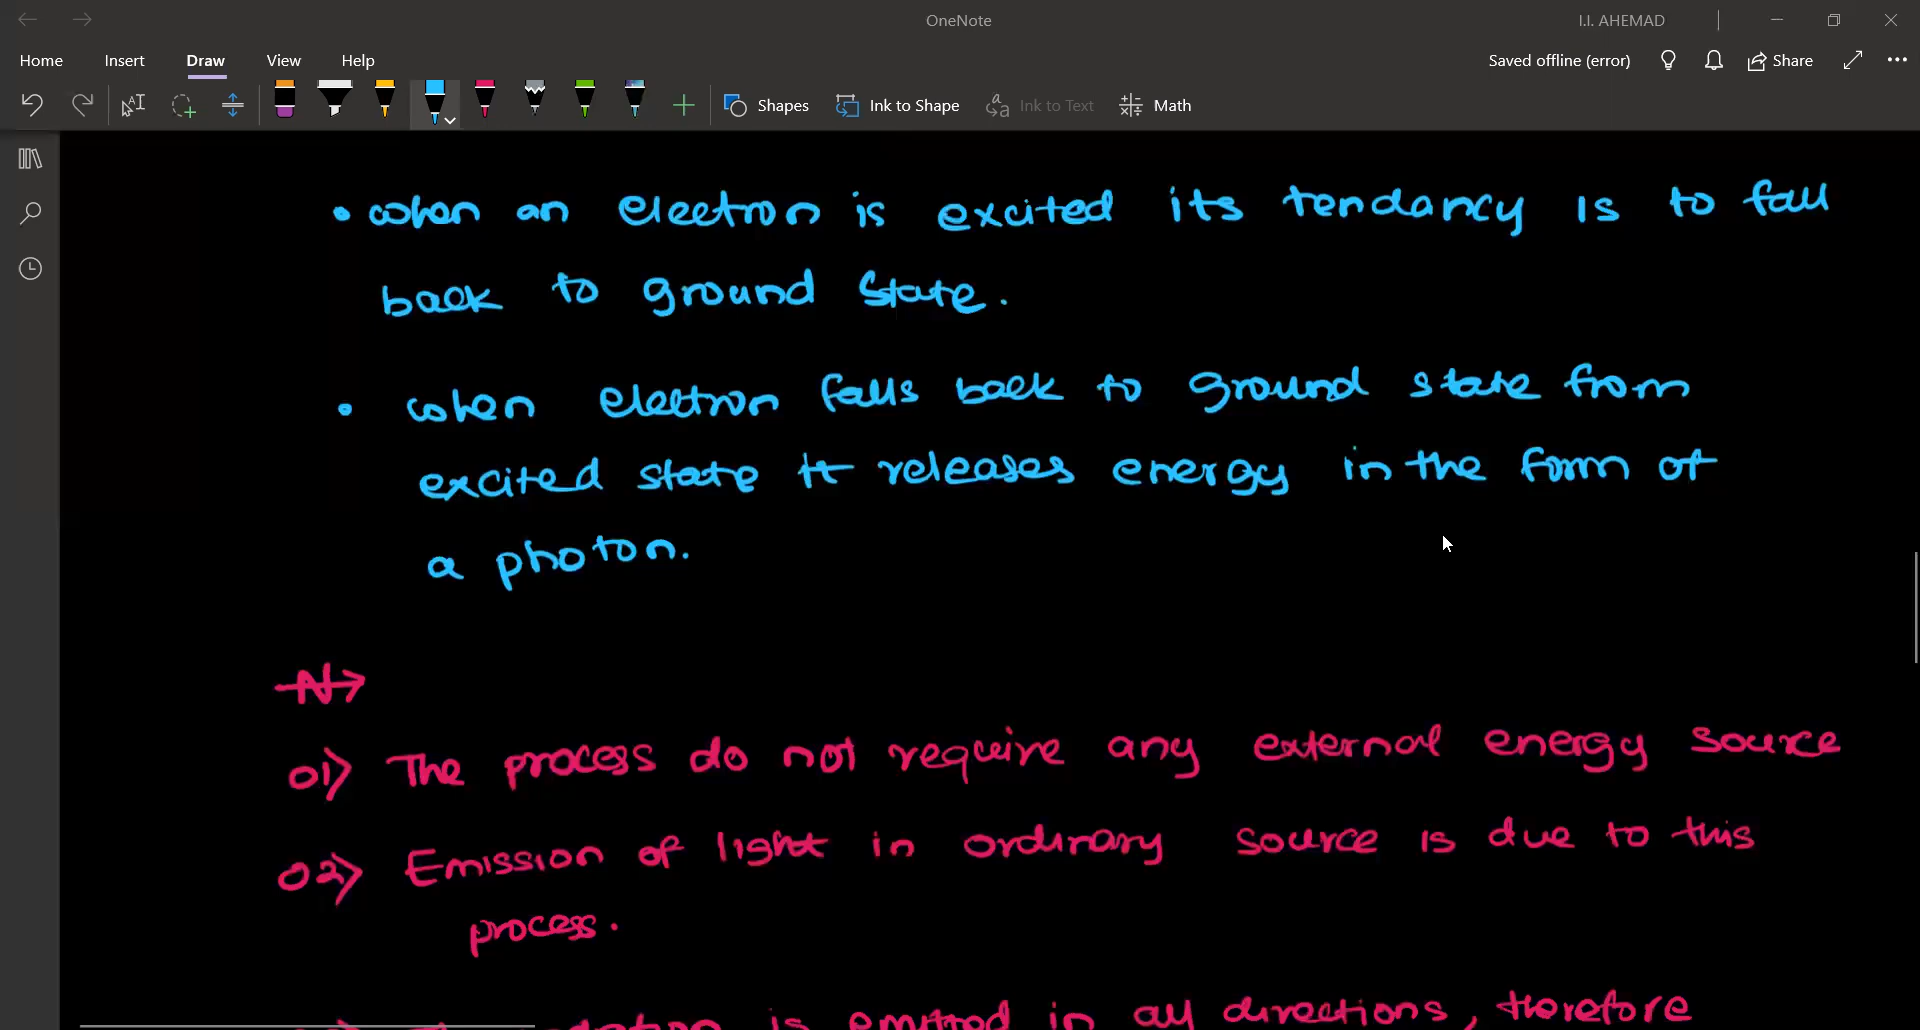 OneNote
I.I. AHEMAD
Home Insert Draw View Help
Saved offline (error) Share
Shapes Ink to Shape Ink to Text Math
• when an electron is excited its tendancy is to fall
back to ground state.
• when electron falls back to ground state from
excited state it releases energy in the form of
a photon.
N→
01) The process do not require any external energy source
02) Emission of light in ordinary source is due to this
process.
is emitted in all directions, therefore